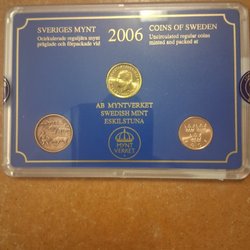 SVERIGES MYNT
Ocirkulerade reguljära mynt
präglade och förpackade vid
2006
COINS OF SWEDEN
Uncirculated regular coins
minted and packed at
AB MYNTVERKET
SWEDISH MINT
ESKILSTUNA
MYNT
VERKET